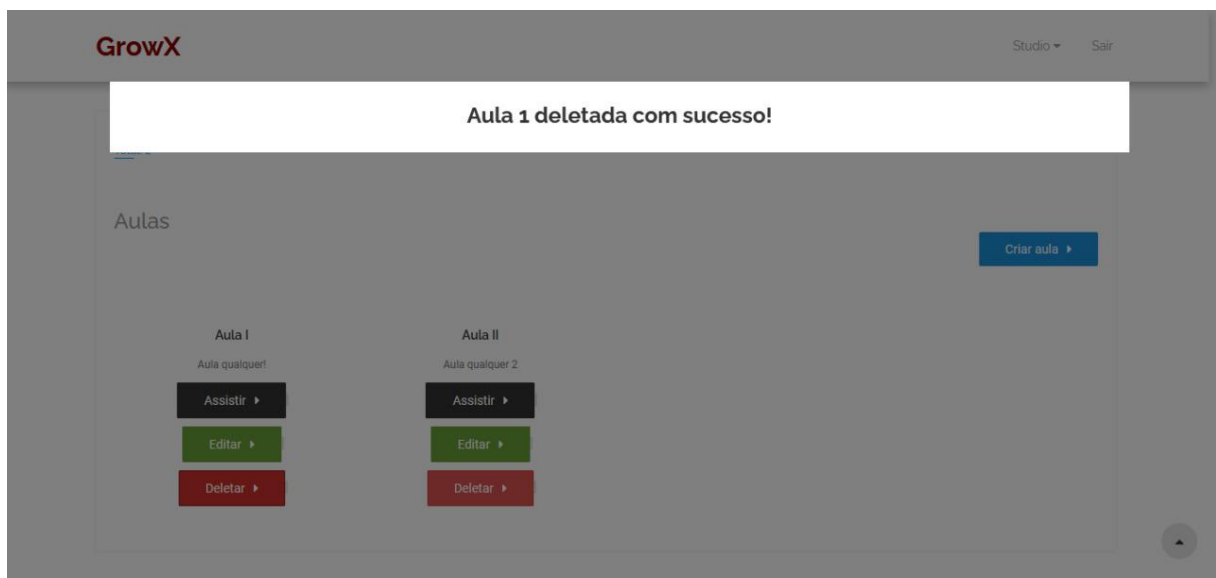 GrowX
Studio
Sair
Aula 1 deletada com sucesso!
Aulas
Criar aula
Aula I
Aula II
Aula qualquer!
Aula qualquer 2
Assistir
Assistir
Editar
Editar
Deletar
Deletar